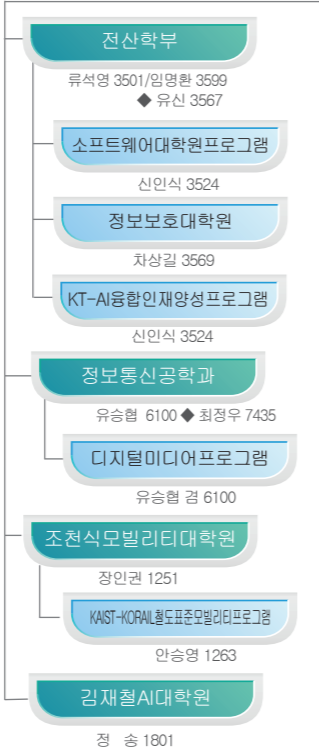 전산학부
류석영 3501/임명환 3599
◆ 유신 3567
소프트웨어대학원프로그램
신인식 3524
정보보호대학원
차상길 3569
KT-AI융합인재양성프로그램
신인식 3524
정보통신공학과
유승협 6100 ◆ 최정우 7435
디지털미디어프로그램
유승협 겸 6100
조천식모빌리티대학원
장인권 1251
KAIST-KORAIL철도표준모빌리티프로그램
안승영 1263
김재철AI대학원
정 송 1801